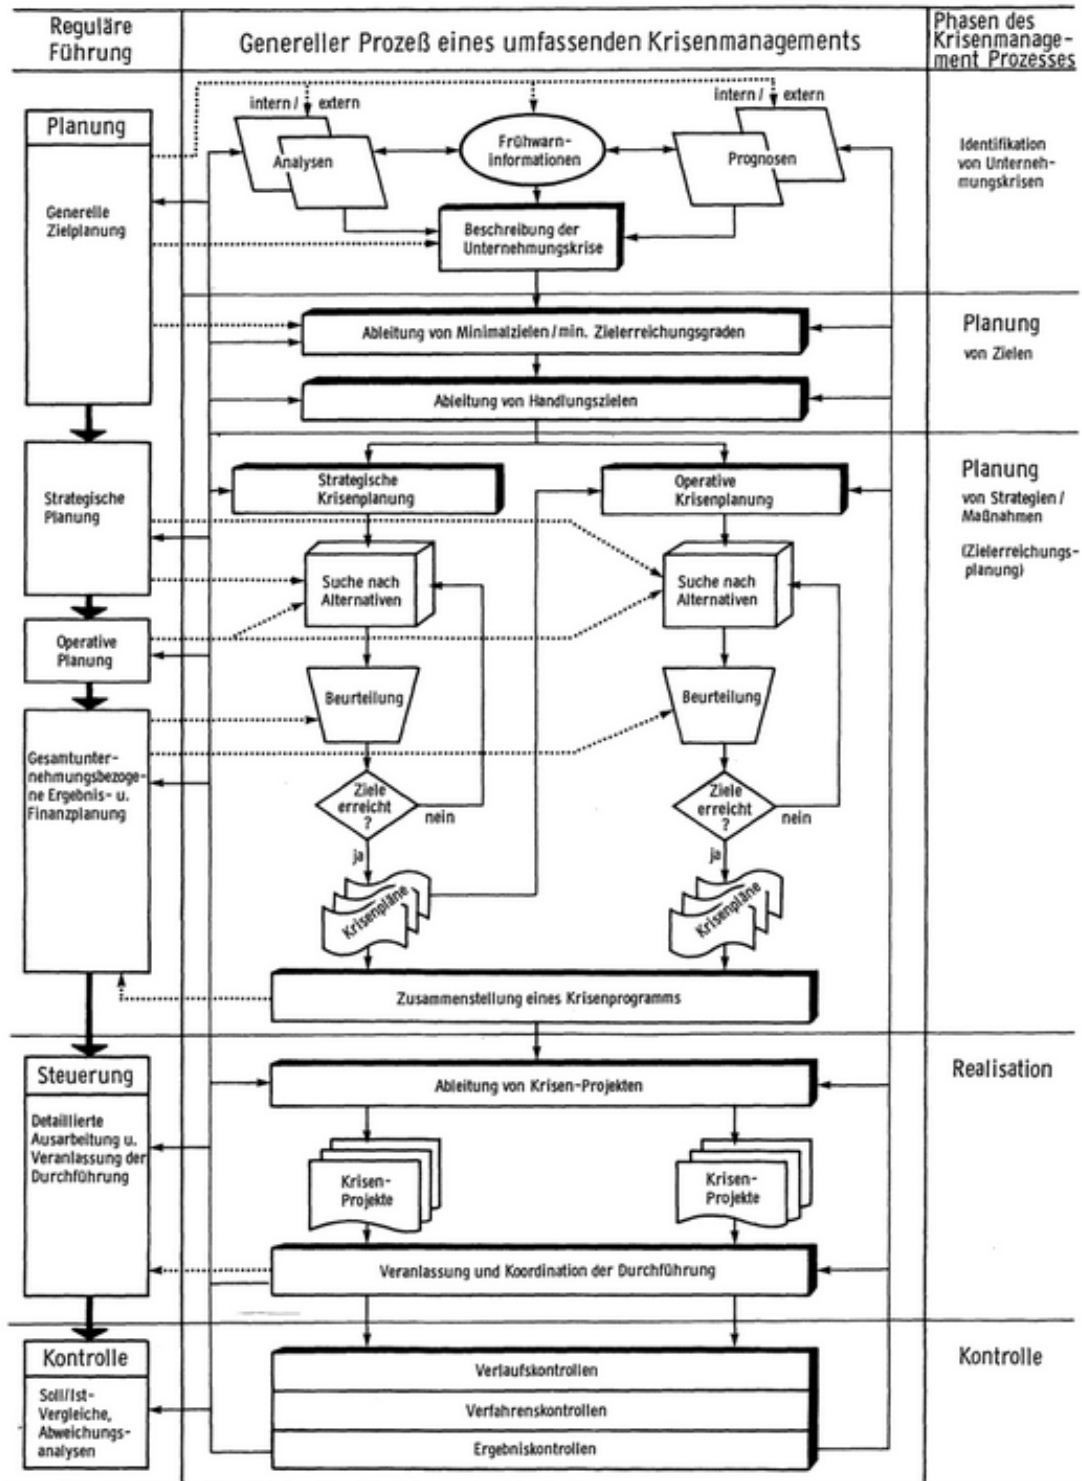 Reguläre
Führung
Genereller Prozeß eines umfassenden Krisenmanagements
Phasen des
Krisenmanage-
ment Prozesses
Planung
Generelle
Zielplanung
intern / extern
Analysen
Frühwarn-
informationen
intern / extern
Prognosen
Beschreibung der
Unternehmungskrise
Identifikation
von Unterneh-
mungskrisen
Ableitung von Minimalzielen/min. Zielerreichungsgraden
Ableitung von Handlungszielen
Planung
von Zielen
Strategische
Planung
Strategische
Krisenplanung
Operative
Krisenplanung
Planung
von Strategien/
Maßnahmen
(Zielerreichungs-
planung)
Suche nach
Alternativen
Suche nach
Alternativen
Operative
Planung
Beurteilung
Beurteilung
Gesamtunter-
nehmungsbezoge-
ne Ergebnis- u.
Finanzplanung
Ziele
erreicht
?
nein
ja
Ziele
erreicht
?
nein
ja
Krisenpläne
Krisenpläne
Zusammenstellung eines Krisenprogramms
Steuerung
Detaillierte
Ausarbeitung u.
Veranlassung der
Durchführung
Ableitung von Krisen-Projekten
Realisation
Krisen-
Projekte
Krisen-
Projekte
Veranlassung und Koordination der Durchführung
Kontrolle
Soll/Ist-
Vergleiche,
Abweichungs-
analysen
Verlaufskontrollen
Verfahrenskontrollen
Ergebniskontrollen
Kontrolle